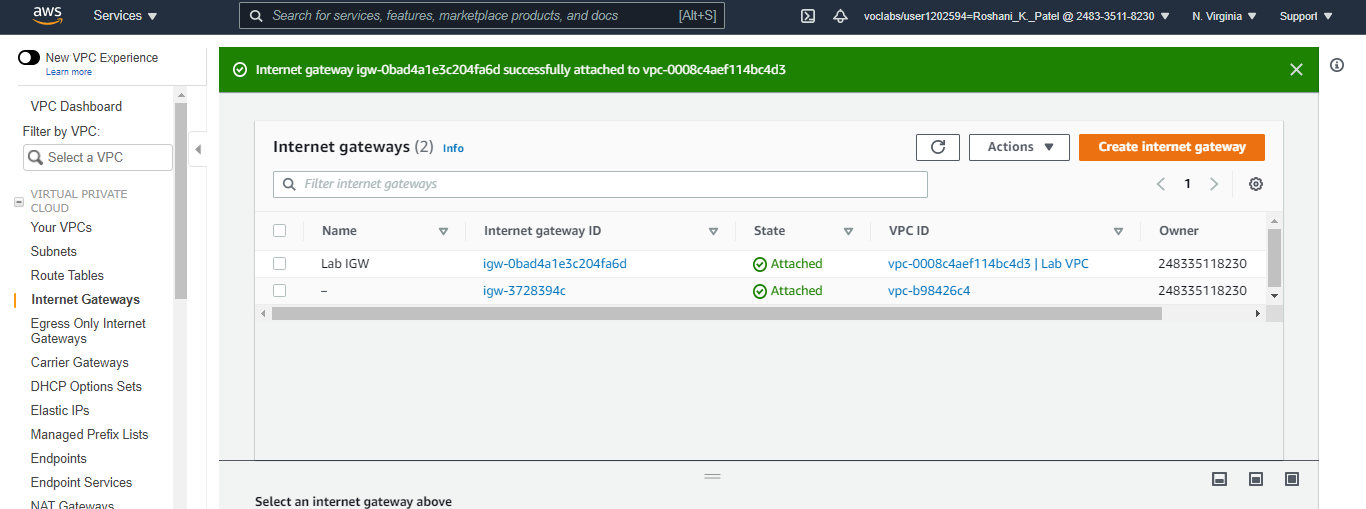 aws Services Search for services, features, marketplace products, and docs [Alt+S] voclabs/user1202594=Roshani_K._Patel @ 2483-3511-8230 N. Virginia Support
New VPC Experience
Learn more
VPC Dashboard
Filter by VPC:
Select a VPC
VIRTUAL PRIVATE
CLOUD
Your VPCs
Subnets
Route Tables
Internet Gateways
Egress Only Internet
Gateways
Carrier Gateways
DHCP Options Sets
Elastic IPs
Managed Prefix Lists
Endpoints
Endpoint Services
NAT Gateways
Internet gateway igw-0bad4a1e3c204fa6d successfully attached to vpc-0008c4aef114bc4d3
Internet gateways (2) Info Actions Create internet gateway
Filter internet gateways 1
Name Internet gateway ID State VPC ID Owner
Lab IGW igw-0bad4a1e3c204fa6d Attached vpc-0008c4aef114bc4d3 | Lab VPC 248335118230
– igw-3728394c Attached vpc-b98426c4 248335118230
Select an internet gateway above